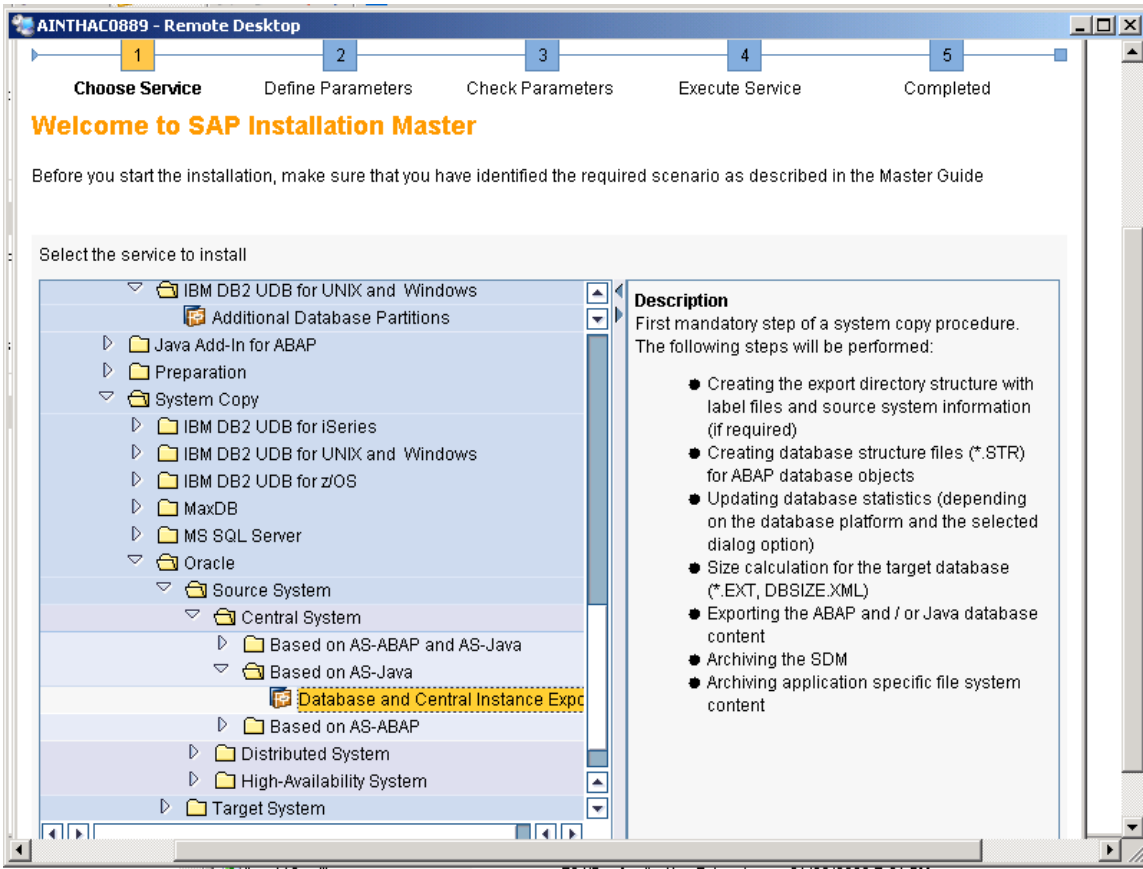 AINTHAC0889 - Remote Desktop
1 2 3 4 5
Choose Service Define Parameters Check Parameters Execute Service Completed
Welcome to SAP Installation Master
Before you start the installation, make sure that you have identified the required scenario as described in the Master Guide
Select the service to install
IBM DB2 UDB for UNIX and Windows
Additional Database Partitions
Java Add-In for ABAP
Preparation
System Copy
IBM DB2 UDB for iSeries
IBM DB2 UDB for UNIX and Windows
IBM DB2 UDB for z/OS
MaxDB
MS SQL Server
Oracle
Source System
Central System
Based on AS-ABAP and AS-Java
Based on AS-Java
Database and Central Instance Expo
Based on AS-ABAP
Distributed System
High-Availability System
Target System
Description
First mandatory step of a system copy procedure.
The following steps will be performed:
Creating the export directory structure with
label files and source system information
(if required)
Creating database structure files (*.STR)
for ABAP database objects
Updating database statistics (depending
on the database platform and the selected
dialog option)
Size calculation for the target database
(*.EXT, DBSIZE.XML)
Exporting the ABAP and / or Java database
content
Archiving the SDM
Archiving application specific file system
content